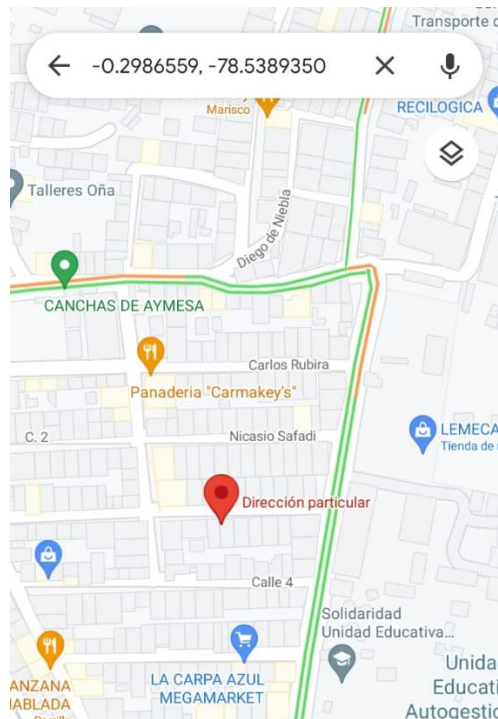 Transporte d
-0.2986559, -78.5389350
Marisco
RECILOGICA
Talleres Oña
Diego de Niebla
CANCHAS DE AYMESA
Carlos Rubira
Panaderia "Carmakey's"
LEMECA
Tienda de
C. 2
Nicasio Safadi
Dirección particular
Calle 4
Solidaridad
Unidad Educativa...
LA CARPA AZUL
MEGAMARKET
ANZANA
IABLADA
Unida
Educati
Autogestic